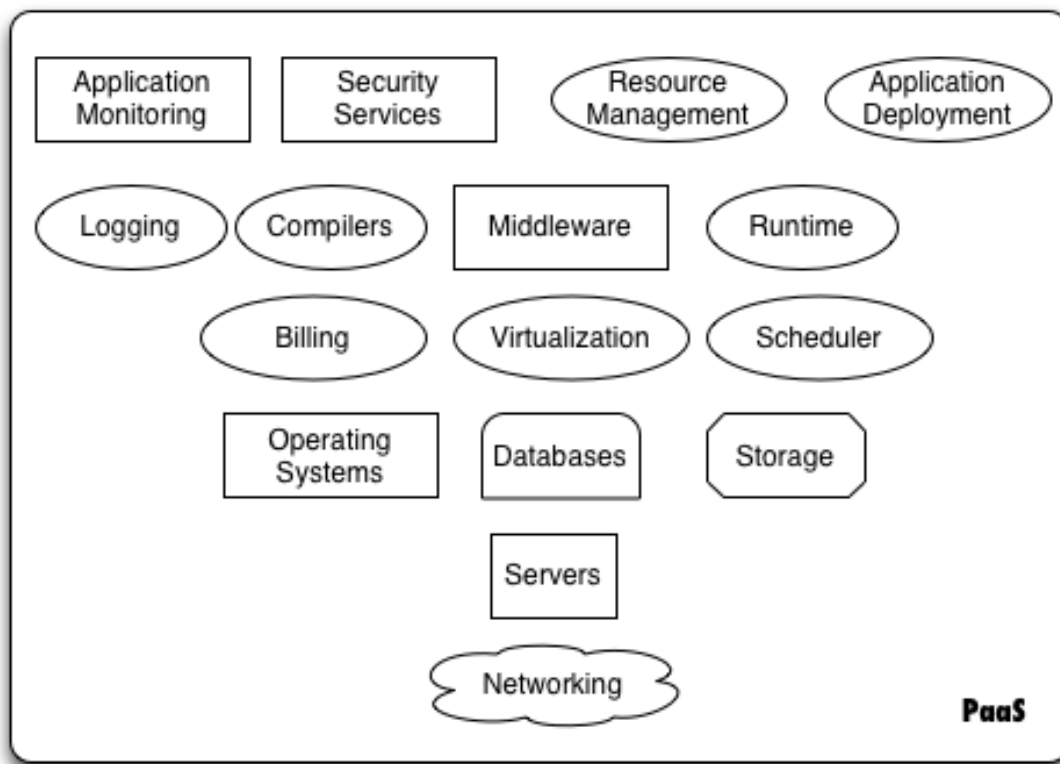 Application
Monitoring
Security
Services
Resource
Management
Application
Deployment
Logging
Compilers
Middleware
Runtime
Billing
Virtualization
Scheduler
Operating
Systems
Databases
Storage
Servers
Networking
PaaS